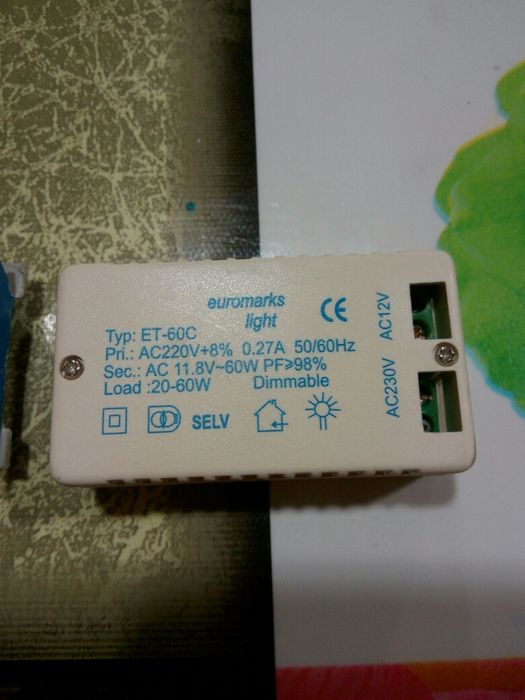 euromarks
light
CE
Typ: ET-60C
Pri.: AC220V+8% 0.27A 50/60Hz
Sec.: AC 11.8V~60W PF≥98%
Load :20-60W Dimmable
SELV
AC12V
AC230V